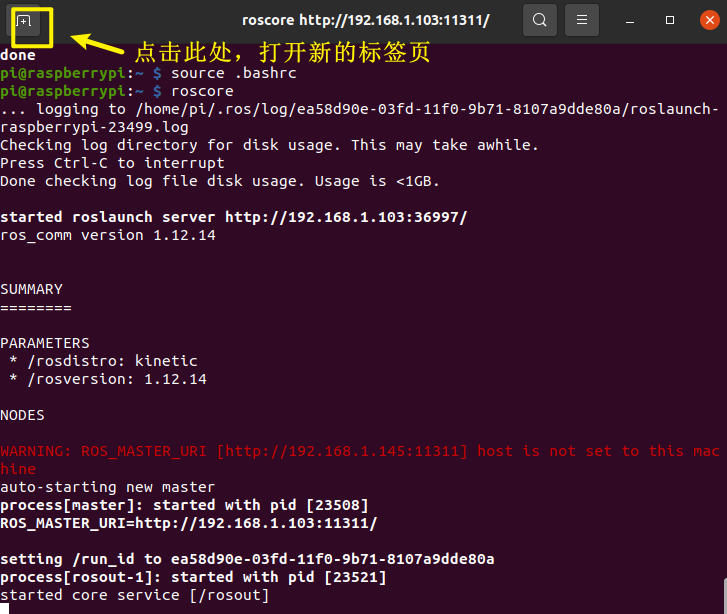 roscore http://192.168.1.103:11311/
点击此处，打开新的标签页
done
pi@raspberrypi:~ $ source .bashrc
pi@raspberrypi:~ $ roscore
... logging to /home/pi/.ros/log/ea58d90e-03fd-11f0-9b71-8107a9dde80a/roslaunch-
raspberrypi-23499.log
Checking log directory for disk usage. This may take awhile.
Press Ctrl-C to interrupt
Done checking log file disk usage. Usage is <1GB.
started roslaunch server http://192.168.1.103:36997/
ros_comm version 1.12.14
SUMMARY
========
PARAMETERS
 * /rosdistro: kinetic
 * /rosversion: 1.12.14
NODES
WARNING: ROS_MASTER_URI [http://192.168.1.145:11311] host is not set to this mac
hine
auto-starting new master
process[master]: started with pid [23508]
ROS_MASTER_URI=http://192.168.1.103:11311/
setting /run_id to ea58d90e-03fd-11f0-9b71-8107a9dde80a
process[rosout-1]: started with pid [23521]
started core service [/rosout]